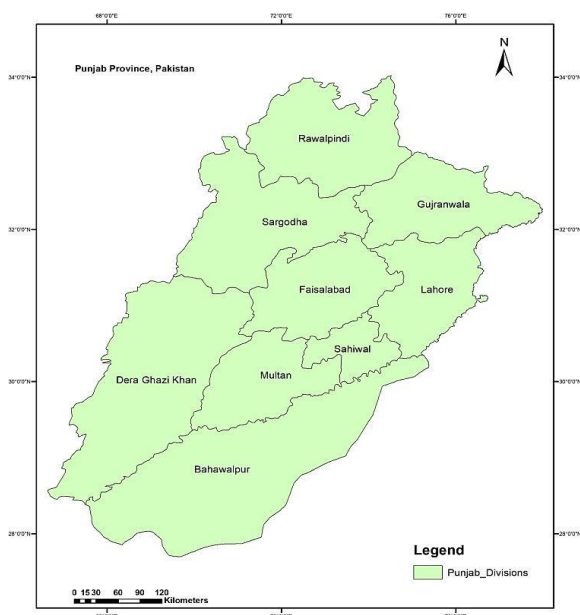 68°0'0"E 72°0'0"E 76°0'0"E
N
34°0'0"N 34°0'0"N
Punjab Province, Pakistan
Rawalpindi
Gujranwala
Sargodha
32°0'0"N 32°0'0"N
Faisalabad
Lahore
Sahiwal
Dera Ghazi Khan
Multan
30°0'0"N 30°0'0"N
Bahawalpur
28°0'0"N 28°0'0"N
Legend
Punjab_Divisions
0 15 30 60 90 120
Kilometers